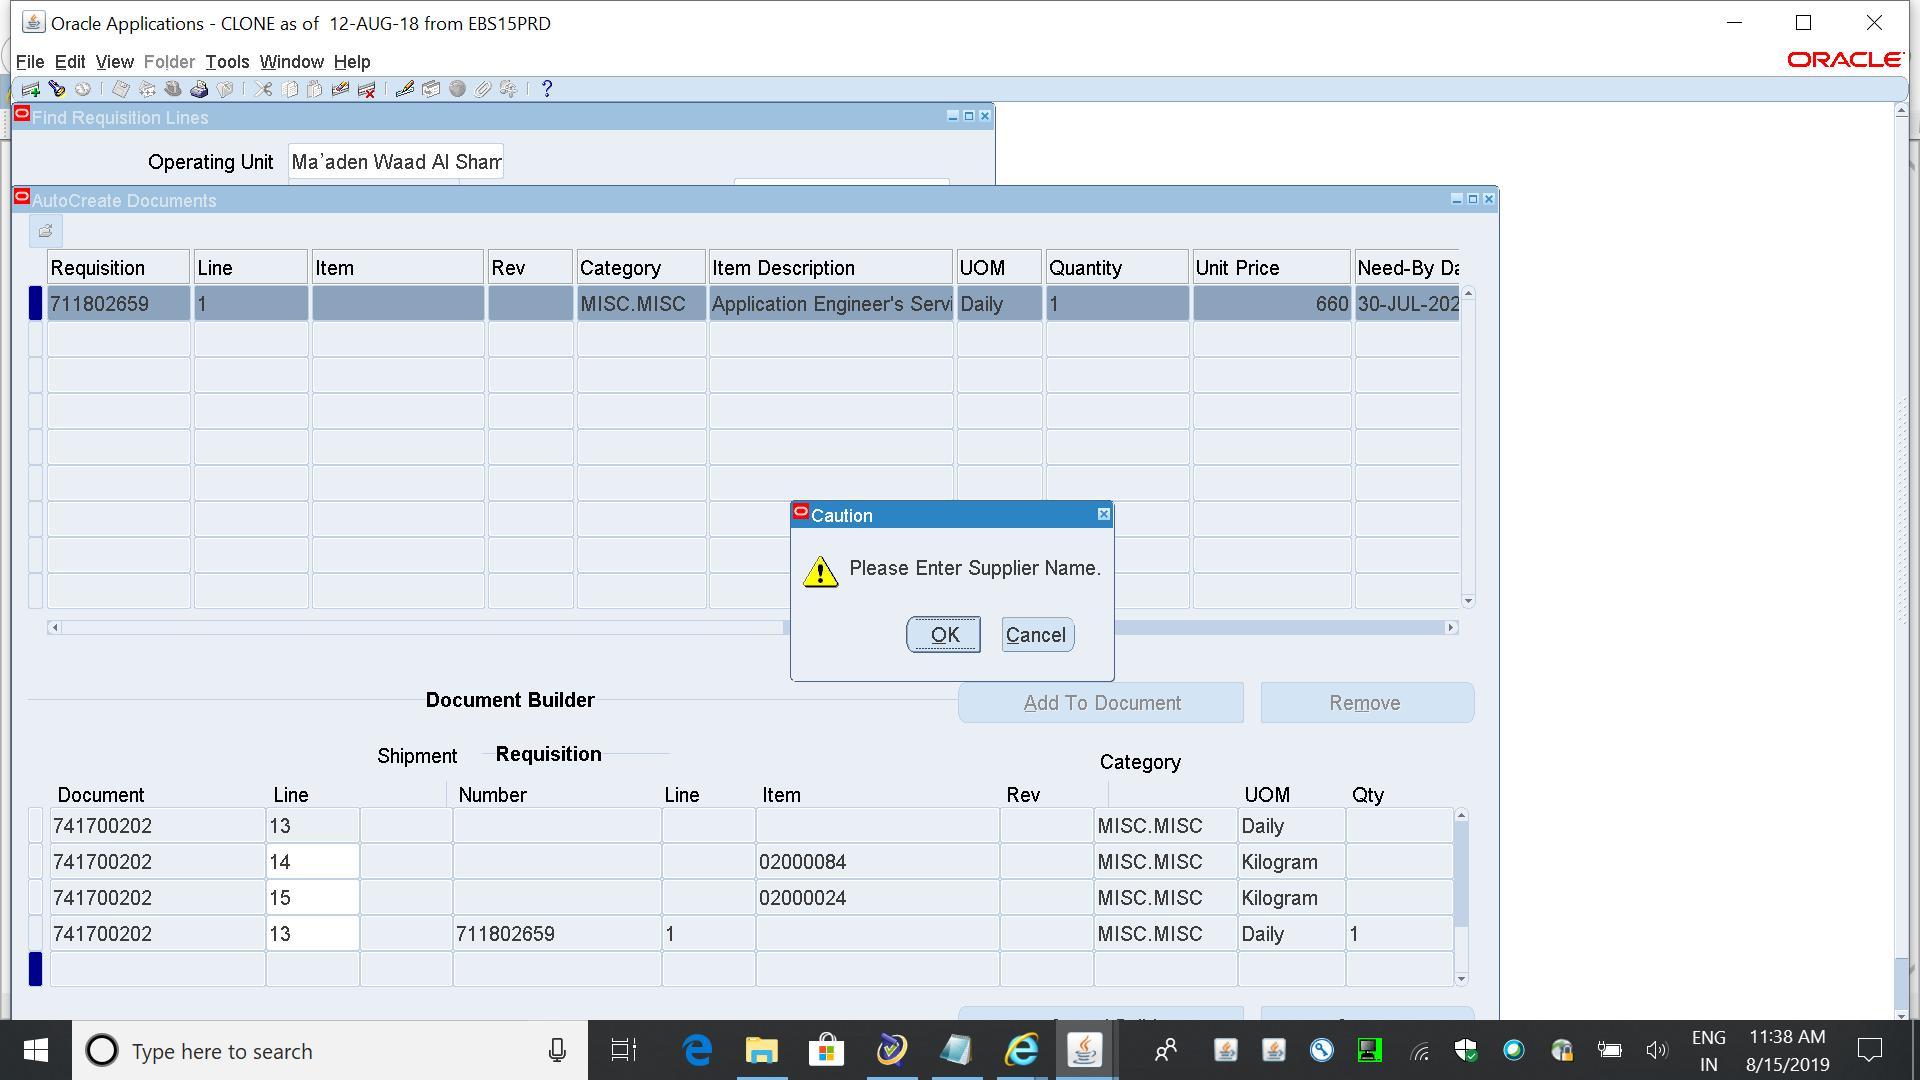 Oracle Applications - CLONE as of 12-AUG-18 from EBS15PRD
File Edit View Folder Tools Window Help
ORACLE
Find Requisition Lines
Operating Unit Ma'aden Waad Al Sham
AutoCreate Documents
Requisition Line Item Rev Category Item Description UOM Quantity Unit Price Need-By Da
711802659 1 MISC.MISC Application Engineer's Servi Daily 1 660 30-JUL-202
Caution
Please Enter Supplier Name.
OK Cancel
Document Builder Add To Document Remove
Shipment Requisition Category
Document Line Number Line Item Rev UOM Qty
741700202 13 MISC.MISC Daily
741700202 14 02000084 MISC.MISC Kilogram
741700202 15 02000024 MISC.MISC Kilogram
741700202 13 711802659 1 MISC.MISC Daily 1
Type here to search
ENG 11:38 AM
IN 8/15/2019